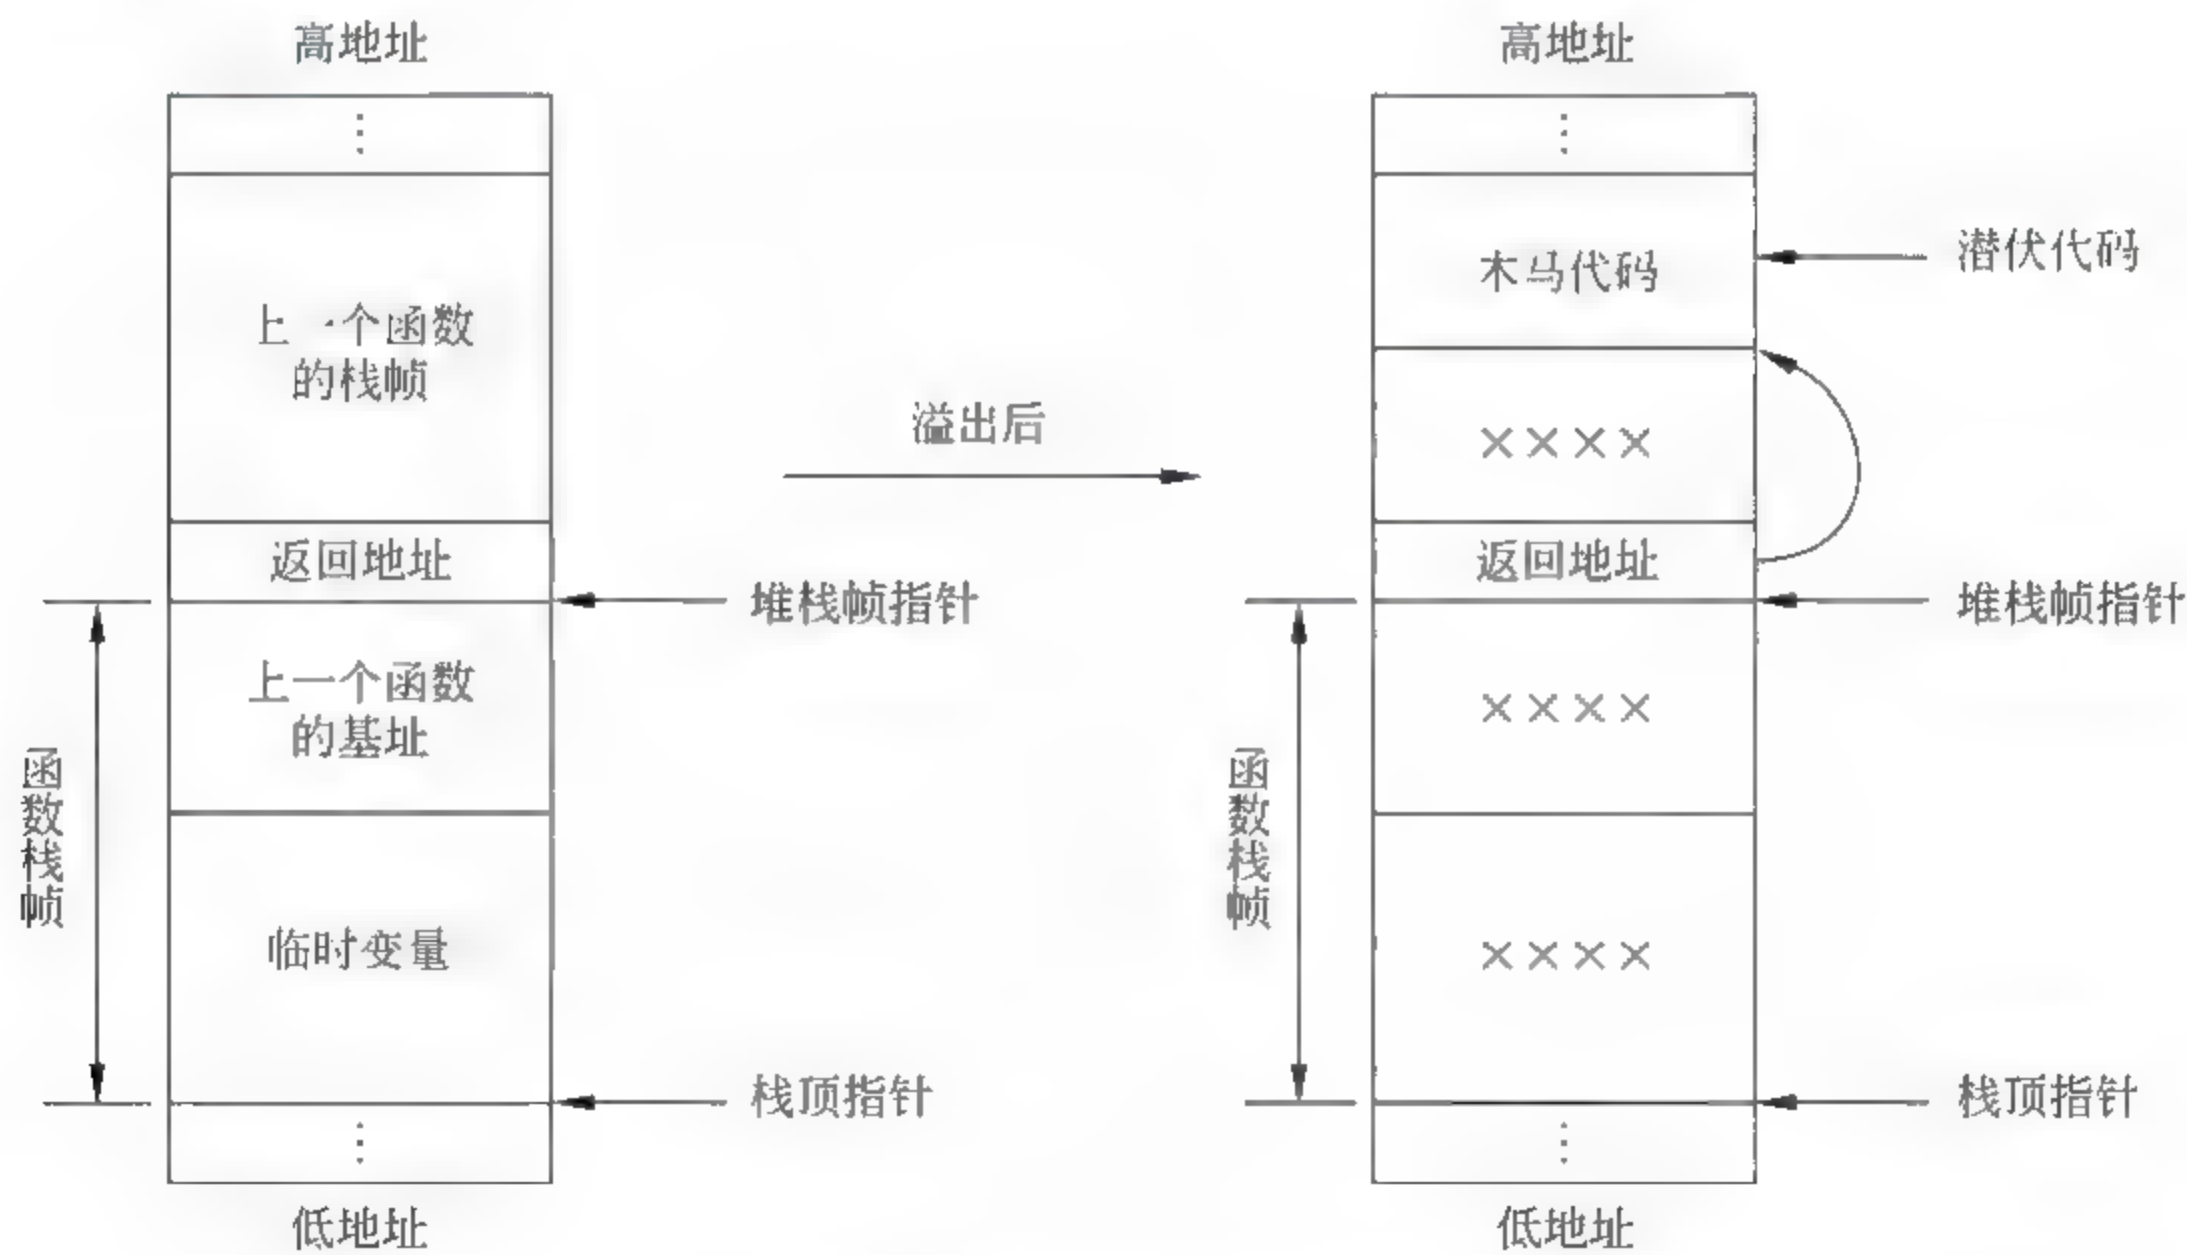 高地址
⋮
上一个函数
的栈帧
返回地址
堆栈帧指针
上一个函数
的基址
函数栈帧
临时变量
栈顶指针
⋮
低地址
溢出后
高地址
⋮
木马代码
潜伏代码
××××
返回地址
堆栈帧指针
××××
函数栈帧
××××
栈顶指针
⋮
低地址